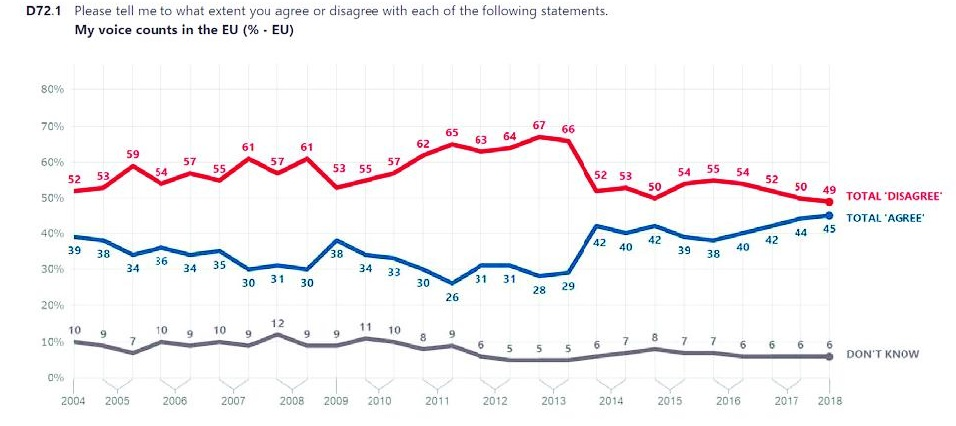 D72.1 Please tell me to what extent you agree or disagree with each of the following statements.
My voice counts in the EU (% - EU)
80%
70%
60%
50%
40%
30%
20%
10%
0%
52 53 59 54 57 55 61 57 61 53 55 57 62 65 63 64 67 66 52 53 50 54 55 54 52 50 49
TOTAL 'DISAGREE'
TOTAL 'AGREE'
39 38 34 36 34 35 30 31 30 38 34 33 30 26 31 31 28 29 42 40 42 39 38 40 42 44 45
10 9 7 10 9 10 9 12 9 9 11 10 8 9 6 5 5 5 6 7 8 7 7 6 6 6 6
DON'T KNOW
2004 2005 2006 2007 2008 2009 2010 2011 2012 2013 2014 2015 2016 2017 2018